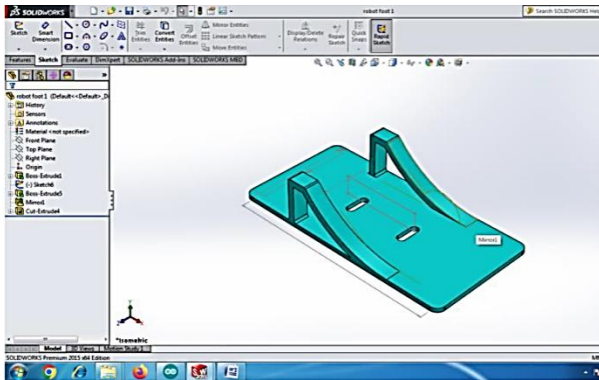 SOLIDWORKS
robot foot 1
Search SOLIDWORKS Help
Sketch
Smart Dimension
Trim Entities
Convert Entities
Offset Entities
Mirror Entities
Linear Sketch Pattern
Move Entities
Display/Delete Relations
Repair Sketch
Quick Snaps
Rapid Sketch
Features Sketch Evaluate DimXpert SOLIDWORKS Add-Ins SOLIDWORKS MBD
robot foot 1 (Default<<Default>_D
History
Sensors
Annotations
Material <not specified>
Front Plane
Top Plane
Right Plane
Origin
Boss-Extrude1
(-) Sketch6
Boss-Extrude5
Mirror1
Cut-Extrude4
Mirror1
*Isometric
Model 3D Views Motion Study 1
SOLIDWORKS Premium 2015 x64 Edition